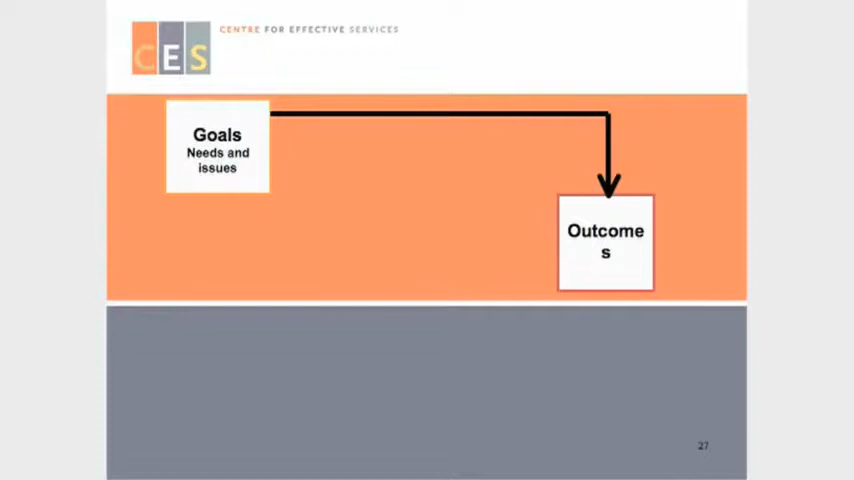 CES
CENTRE FOR EFFECTIVE SERVICES
Goals
Needs and
issues
Outcome
s
27